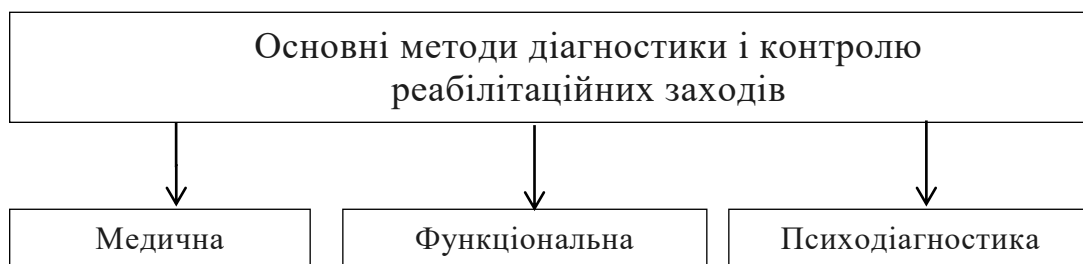 Основні методи діагностики і контролю
реабілітаційних заходів
Медична
Функціональна
Психодіагностика